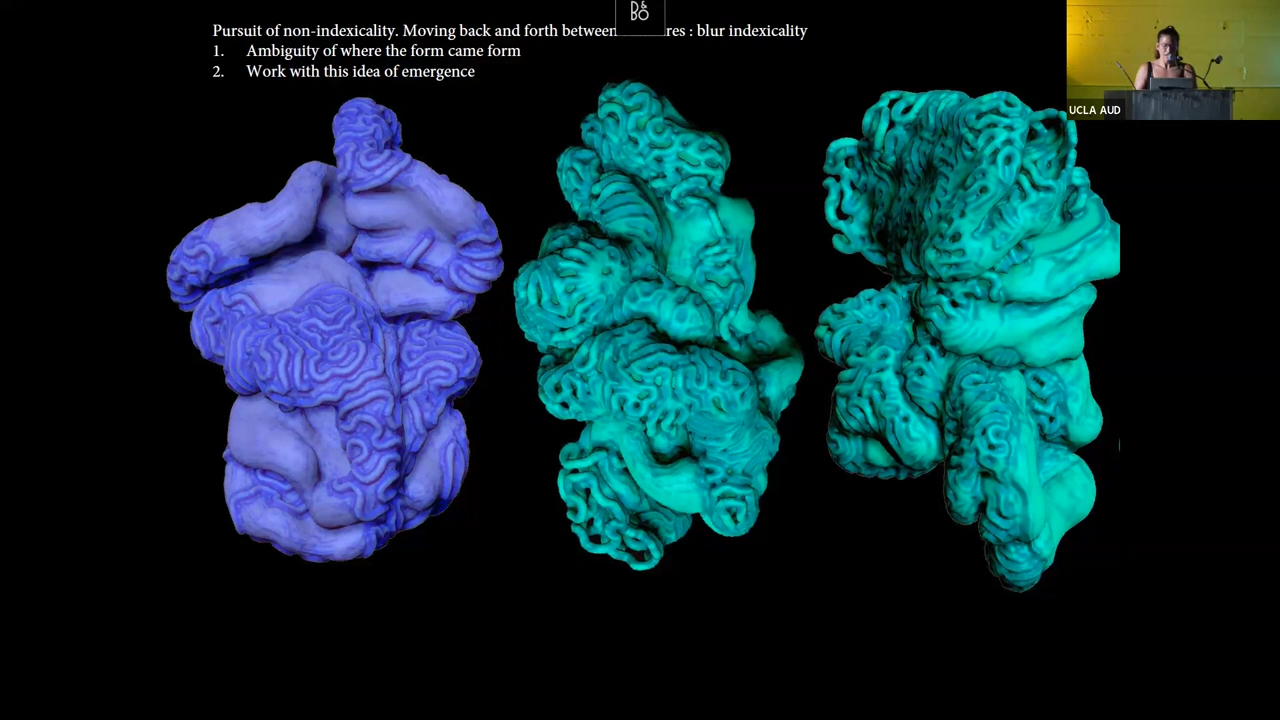 D&
BO
Pursuit of non-indexicality. Moving back and forth between res : blur indexicality
1. Ambiguity of where the form came form
2. Work with this idea of emergence
UCLA AUD